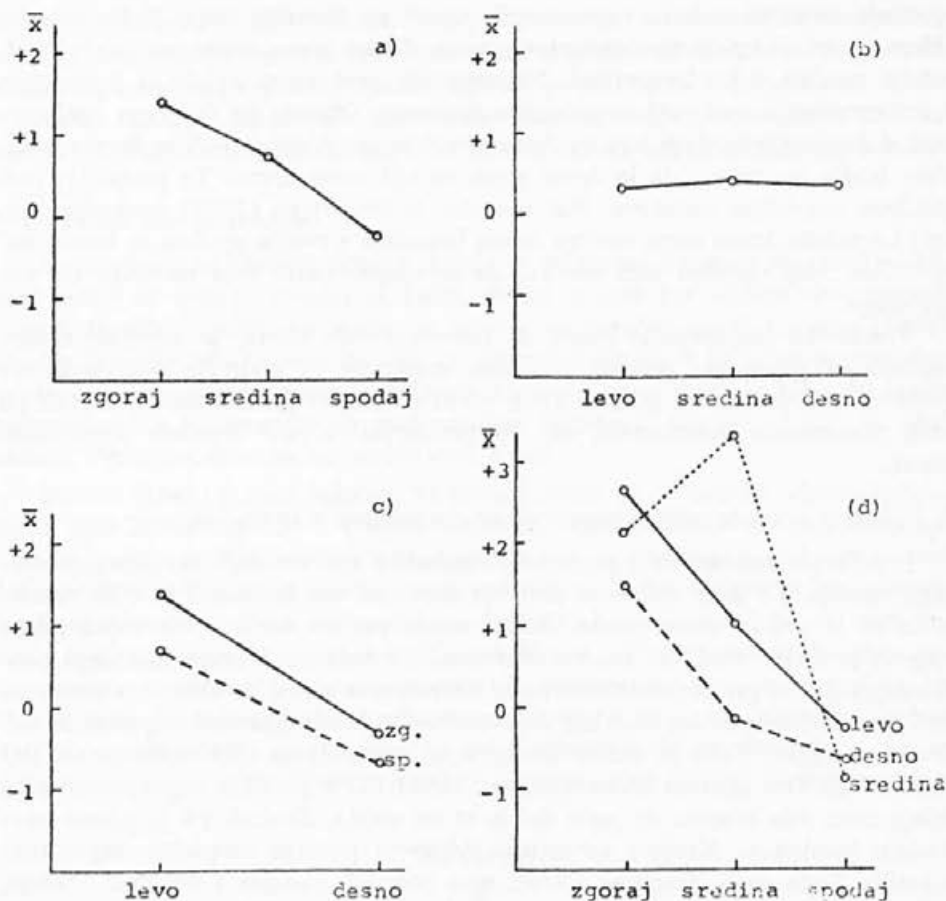 x̄
a)
+2
+1
0
-1
zgoraj sredina spodaj
x̄
(b)
+2
+1
0
-1
levo sredina desno
x̄
c)
+2
+1
0
-1
zg.
sp.
levo desno
x̄
(d)
+3
+2
+1
0
-1
levo
desno
sredina
zgoraj sredina spodaj